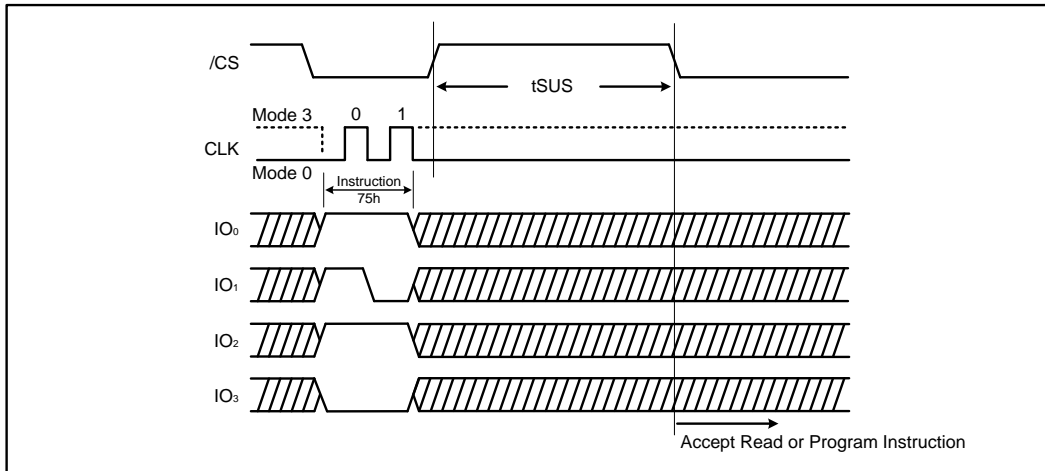 /CS
tSUS
Mode 3 0 1
CLK
Mode 0
Instruction
75h
IO₀
IO₁
IO₂
IO₃
Accept Read or Program Instruction